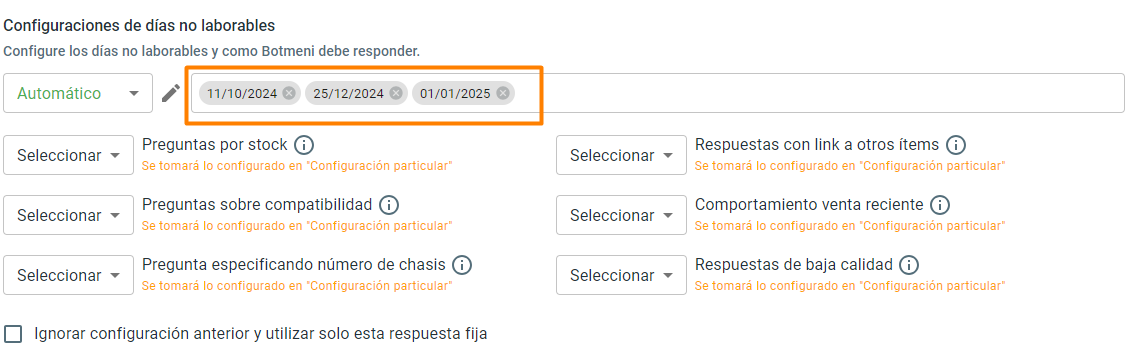 Configuraciones de días no laborables
Configure los días no laborables y como Botmeni debe responder.
Automático 11/10/2024 25/12/2024 01/01/2025
Seleccionar Preguntas por stock
Se tomará lo configurado en "Configuración particular"
Seleccionar Respuestas con link a otros ítems
Se tomará lo configurado en "Configuración particular"
Seleccionar Preguntas sobre compatibilidad
Se tomará lo configurado en "Configuración particular"
Seleccionar Comportamiento venta reciente
Se tomará lo configurado en "Configuración particular"
Seleccionar Pregunta especificando número de chasis
Se tomará lo configurado en "Configuración particular"
Seleccionar Respuestas de baja calidad
Se tomará lo configurado en "Configuración particular"
Ignorar configuración anterior y utilizar solo esta respuesta fija